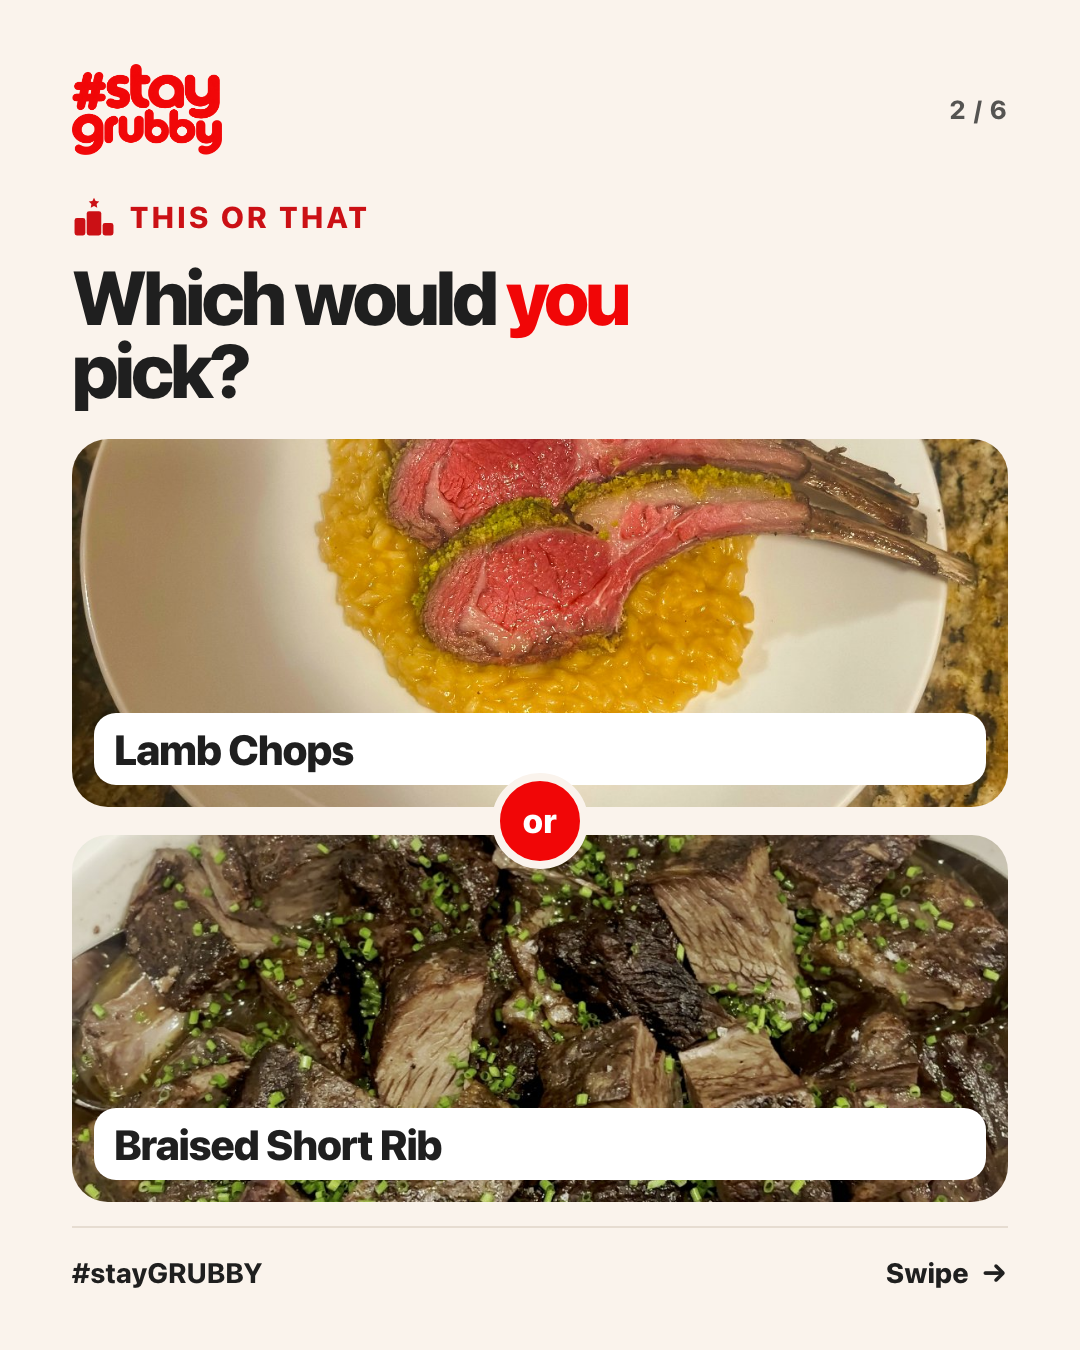 #stay
grubby
2 / 6
THIS OR THAT
Which would you
pick?
Lamb Chops
or
Braised Short Rib
#stayGRUBBY
Swipe →